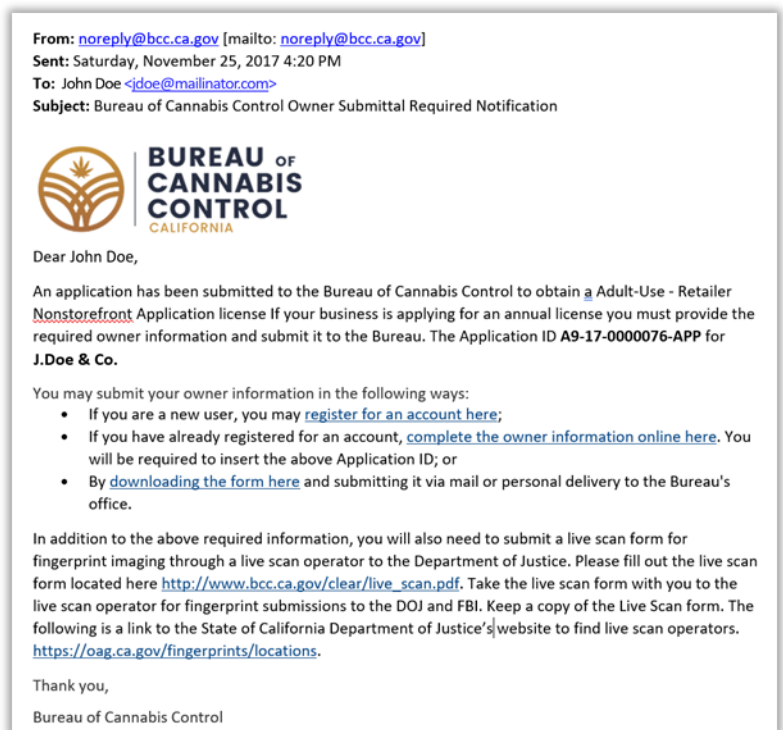 From: noreply@bcc.ca.gov [mailto: noreply@bcc.ca.gov]
Sent: Saturday, November 25, 2017 4:20 PM
To: John Doe <jdoe@mailinator.com>
Subject: Bureau of Cannabis Control Owner Submittal Required Notification
BUREAU OF
CANNABIS
CONTROL
CALIFORNIA
Dear John Doe,
An application has been submitted to the Bureau of Cannabis Control to obtain a Adult-Use - Retailer
Nonstorefront Application license If your business is applying for an annual license you must provide the
required owner information and submit it to the Bureau. The Application ID A9-17-0000076-APP for
J.Doe & Co.
You may submit your owner information in the following ways:
• If you are a new user, you may register for an account here;
• If you have already registered for an account, complete the owner information online here. You
will be required to insert the above Application ID; or
• By downloading the form here and submitting it via mail or personal delivery to the Bureau's
office.
In addition to the above required information, you will also need to submit a live scan form for
fingerprint imaging through a live scan operator to the Department of Justice. Please fill out the live scan
form located here http://www.bcc.ca.gov/clear/live_scan.pdf. Take the live scan form with you to the
live scan operator for fingerprint submissions to the DOJ and FBI. Keep a copy of the Live Scan form. The
following is a link to the State of California Department of Justice’s website to find live scan operators.
https://oag.ca.gov/fingerprints/locations.
Thank you,
Bureau of Cannabis Control